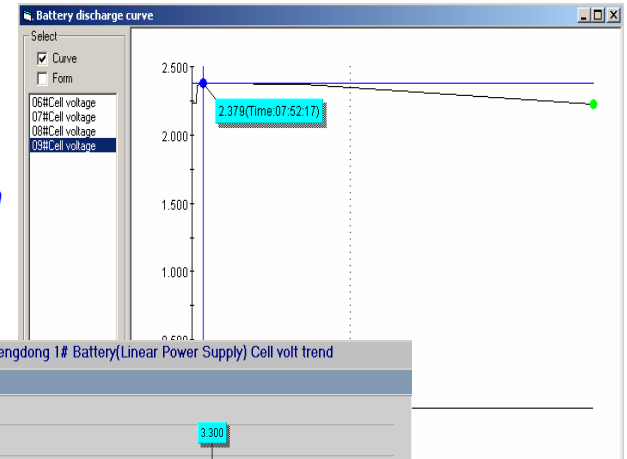 Battery discharge curve
Select
Curve
Form
06#Cell voltage
07#Cell voltage
08#Cell voltage
09#Cell voltage
2.500
2.379(Time:07:52:17)
2.000
1.500
1.000
engdong 1# Battery(Linear Power Supply) Cell volt trend
3.300